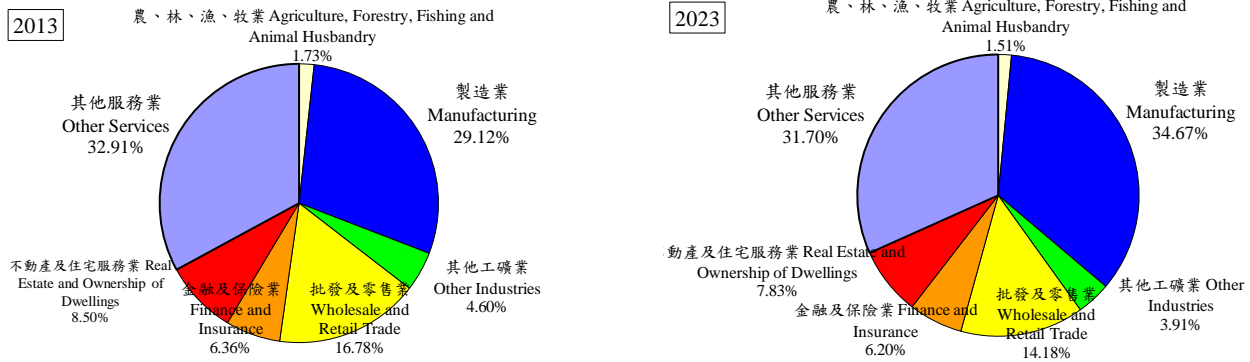 2013
農、林、漁、牧業 Agriculture, Forestry, Fishing and
Animal Husbandry
1.73%
製造業
Manufacturing
29.12%
其他工礦業
Other Industries
4.60%
批發及零售業
Wholesale and
Retail Trade
16.78%
金融及保險業
Finance and
Insurance
6.36%
不動產及住宅服務業 Real
Estate and Ownership of
Dwellings
8.50%
其他服務業
Other Services
32.91%
2023
農、林、漁、牧業 Agriculture, Forestry, Fishing and
Animal Husbandry
1.51%
製造業
Manufacturing
34.67%
其他工礦業 Other
Industries
3.91%
批發及零售業
Wholesale and
Retail Trade
14.18%
金融及保險業 Finance and
Insurance
6.20%
動產及住宅服務業 Real Estate and
Ownership of Dwellings
7.83%
其他服務業
Other Services
31.70%